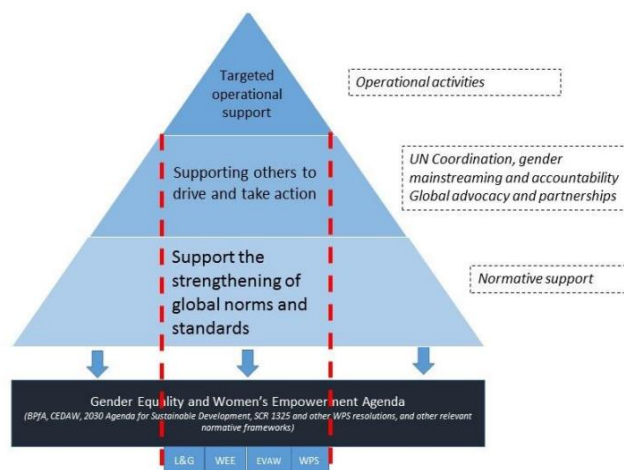 Targeted
operational
support
Operational activities
Supporting others to
drive and take action
UN Coordination, gender
mainstreaming and accountability
Global advocacy and partnerships
Support the
strengthening of
global norms and
standards
Normative support
Gender Equality and Women's Empowerment Agenda
(BPfA, CEDAW, 2030 Agenda for Sustainable Development, SCR 1325 and other WPS resolutions, and other relevant
normative frameworks)
L&G WEE EVAW WPS